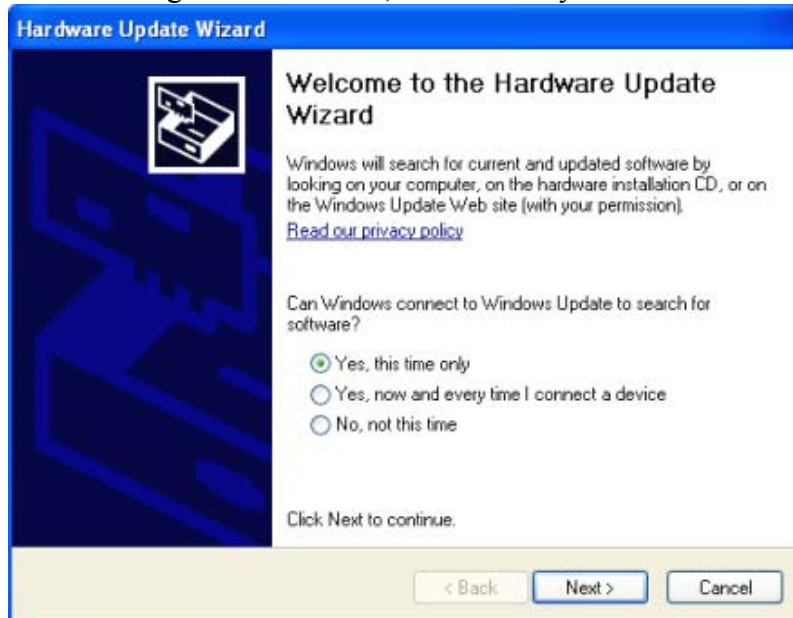 Hardware Update Wizard
Welcome to the Hardware Update
Wizard
Windows will search for current and updated software by
looking on your computer, on the hardware installation CD, or on
the Windows Update Web site (with your permission).
Read our privacy policy
Can Windows connect to Windows Update to search for
software?
Yes, this time only
Yes, now and every time I connect a device
No, not this time
Click Next to continue.
< Back
Next >
Cancel